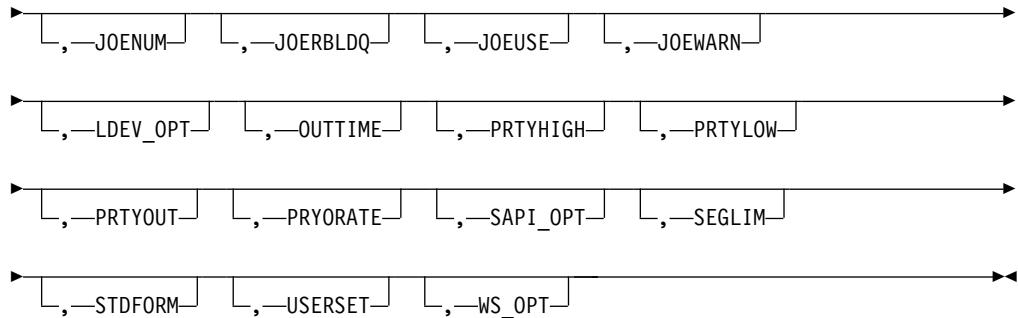 ,—JOENUM ,—JOERBLDQ ,—JOEUSE ,—JOEWARN
,—LDEV_OPT ,—OUTTIME ,—PRTYHIGH ,—PRTYLOW
,—PRTYOUT ,—PRYORATE ,—SAPI_OPT ,—SEGLIM
,—STDFORM ,—USERSET ,—WS_OPT